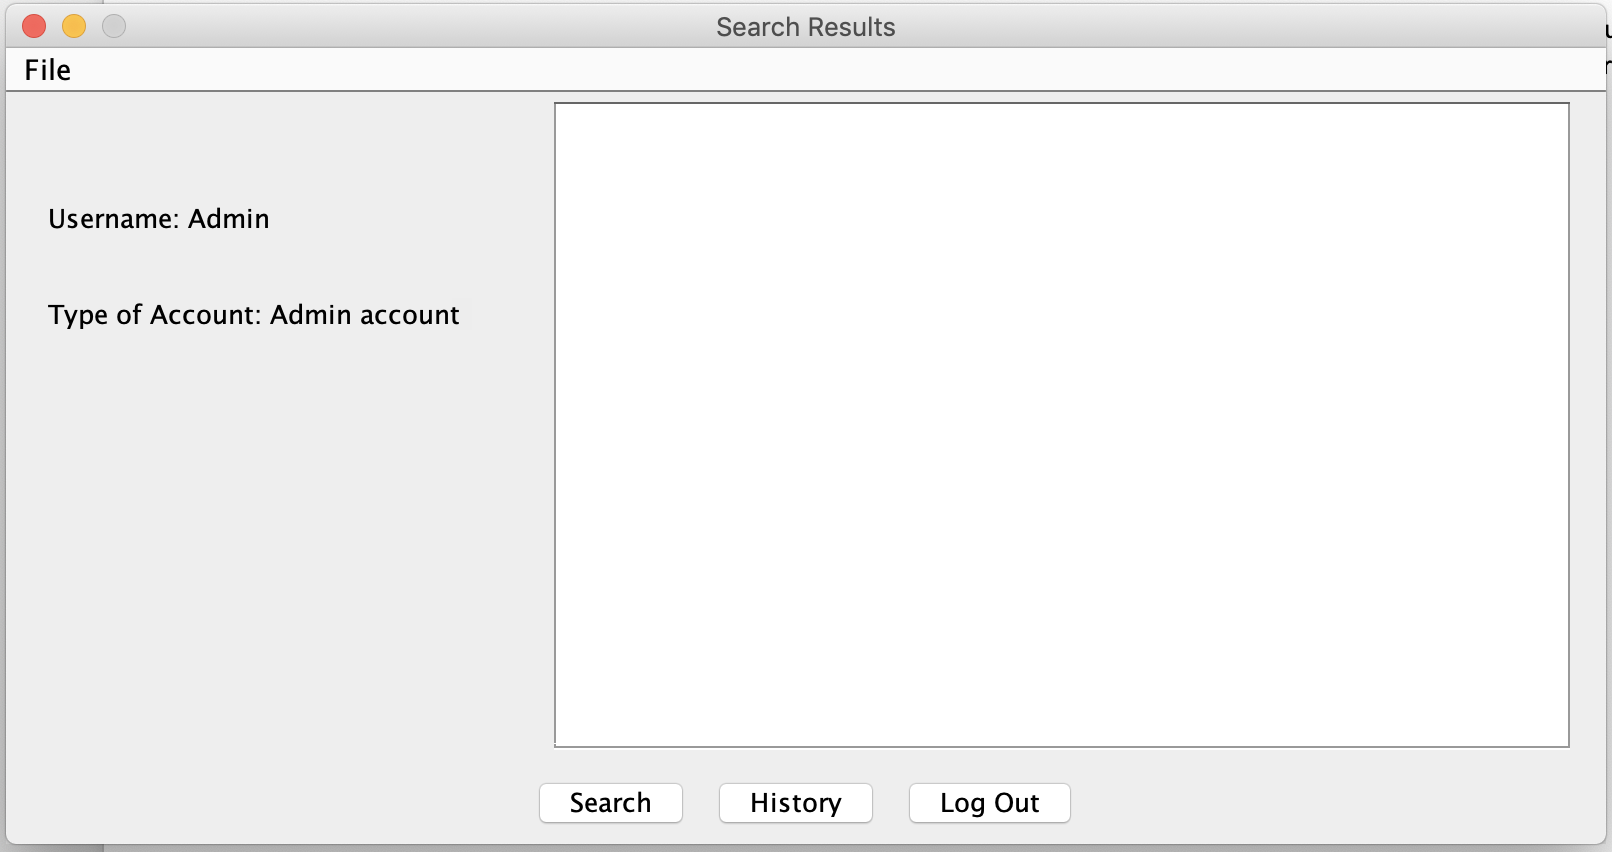 Search Results
File
Username: Admin
Type of Account: Admin account
Search
History
Log Out